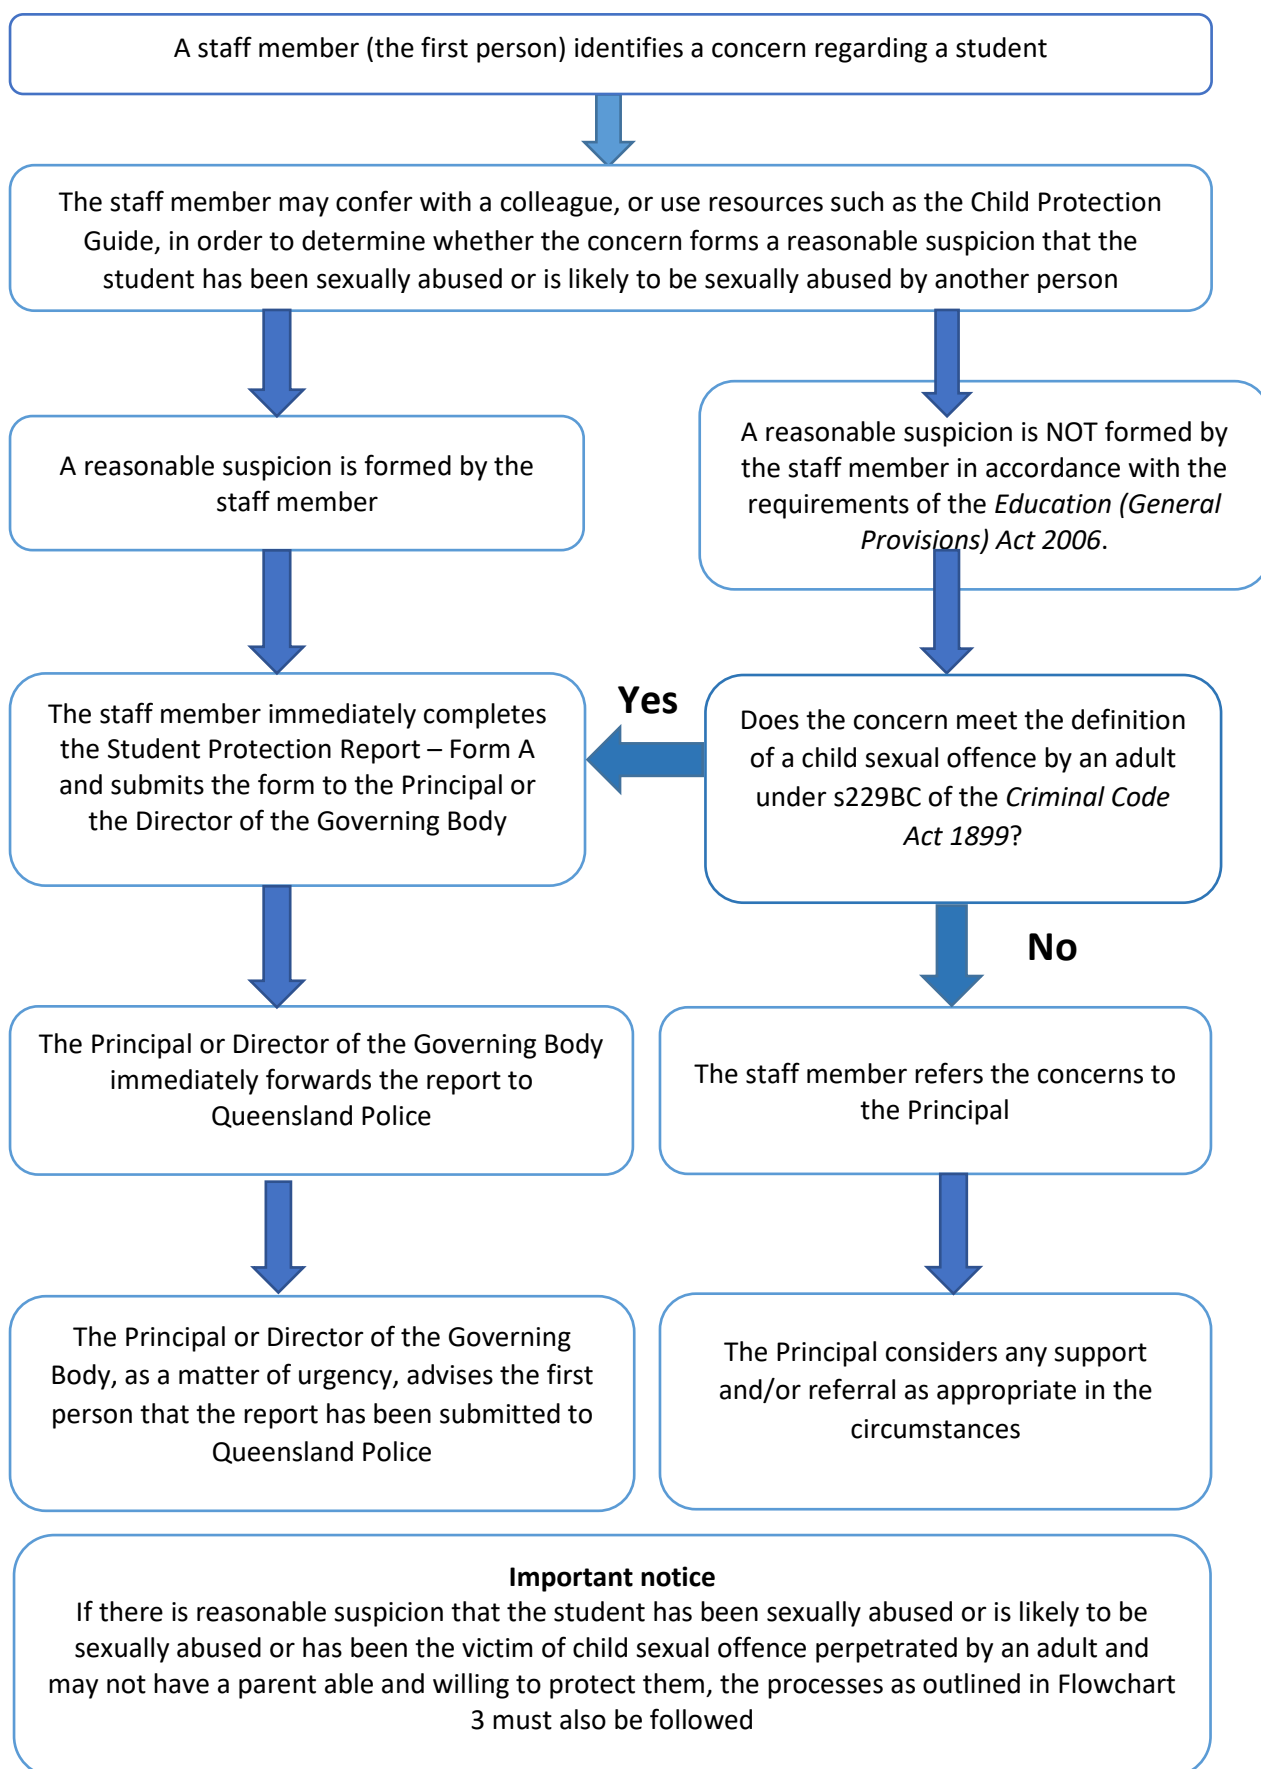 A staff member (the first person) identifies a concern regarding a student
The staff member may confer with a colleague, or use resources such as the Child Protection
Guide, in order to determine whether the concern forms a reasonable suspicion that the
student has been sexually abused or is likely to be sexually abused by another person
A reasonable suspicion is formed by the
staff member
A reasonable suspicion is NOT formed by
the staff member in accordance with the
requirements of the Education (General
Provisions) Act 2006.
The staff member immediately completes
the Student Protection Report – Form A
and submits the form to the Principal or
the Director of the Governing Body
Yes
Does the concern meet the definition
of a child sexual offence by an adult
under s229BC of the Criminal Code
Act 1899?
No
The Principal or Director of the Governing Body
immediately forwards the report to
Queensland Police
The staff member refers the concerns to
the Principal
The Principal or Director of the Governing
Body, as a matter of urgency, advises the first
person that the report has been submitted to
Queensland Police
The Principal considers any support
and/or referral as appropriate in the
circumstances
Important notice
If there is reasonable suspicion that the student has been sexually abused or is likely to be
sexually abused or has been the victim of child sexual offence perpetrated by an adult and
may not have a parent able and willing to protect them, the processes as outlined in Flowchart
3 must also be followed